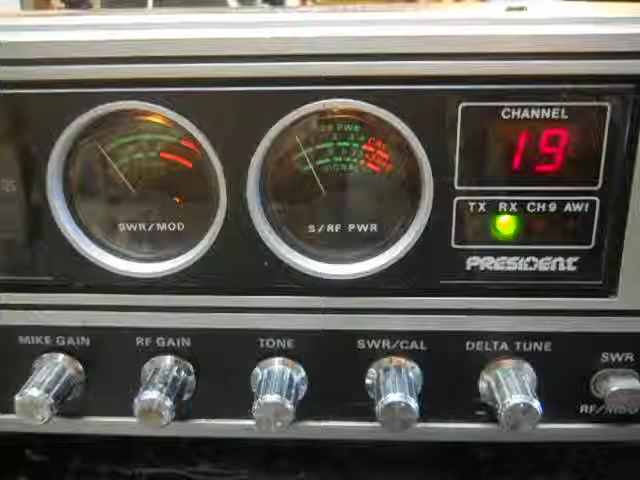 CHANNEL
19
TX RX CH9 AWI
PRESIDENT
SWR/MOD
S/RF PWR
MIKE GAIN
RF GAIN
TONE
SWR/CAL
DELTA TUNE
SWR